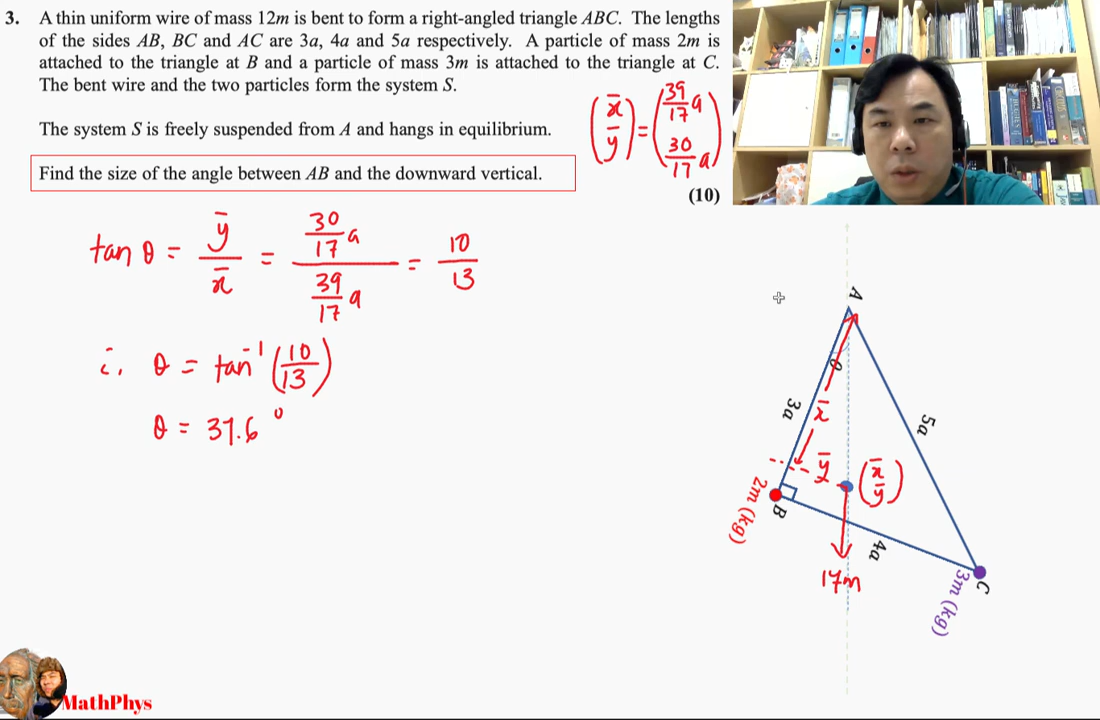 3. A thin uniform wire of mass 12m is bent to form a right-angled triangle ABC. The lengths
of the sides AB, BC and AC are 3a, 4a and 5a respectively. A particle of mass 2m is
attached to the triangle at B and a particle of mass 3m is attached to the triangle at C.
The bent wire and the two particles form the system S.
The system S is freely suspended from A and hangs in equilibrium.
Find the size of the angle between AB and the downward vertical.
(10)
(x̄ ȳ) = (39/17 a 30/17 a)
tan θ = ȳ/x̄ = (30/17 a)/(39/17 a) = 10/13
∴ θ = tan⁻¹(10/13)
θ = 37.6°
A
θ
3a
x̄
5a
ȳ
(x̄ ȳ)
2m (kg)
B
4a
17m
C
3m (kg)
MathPhys